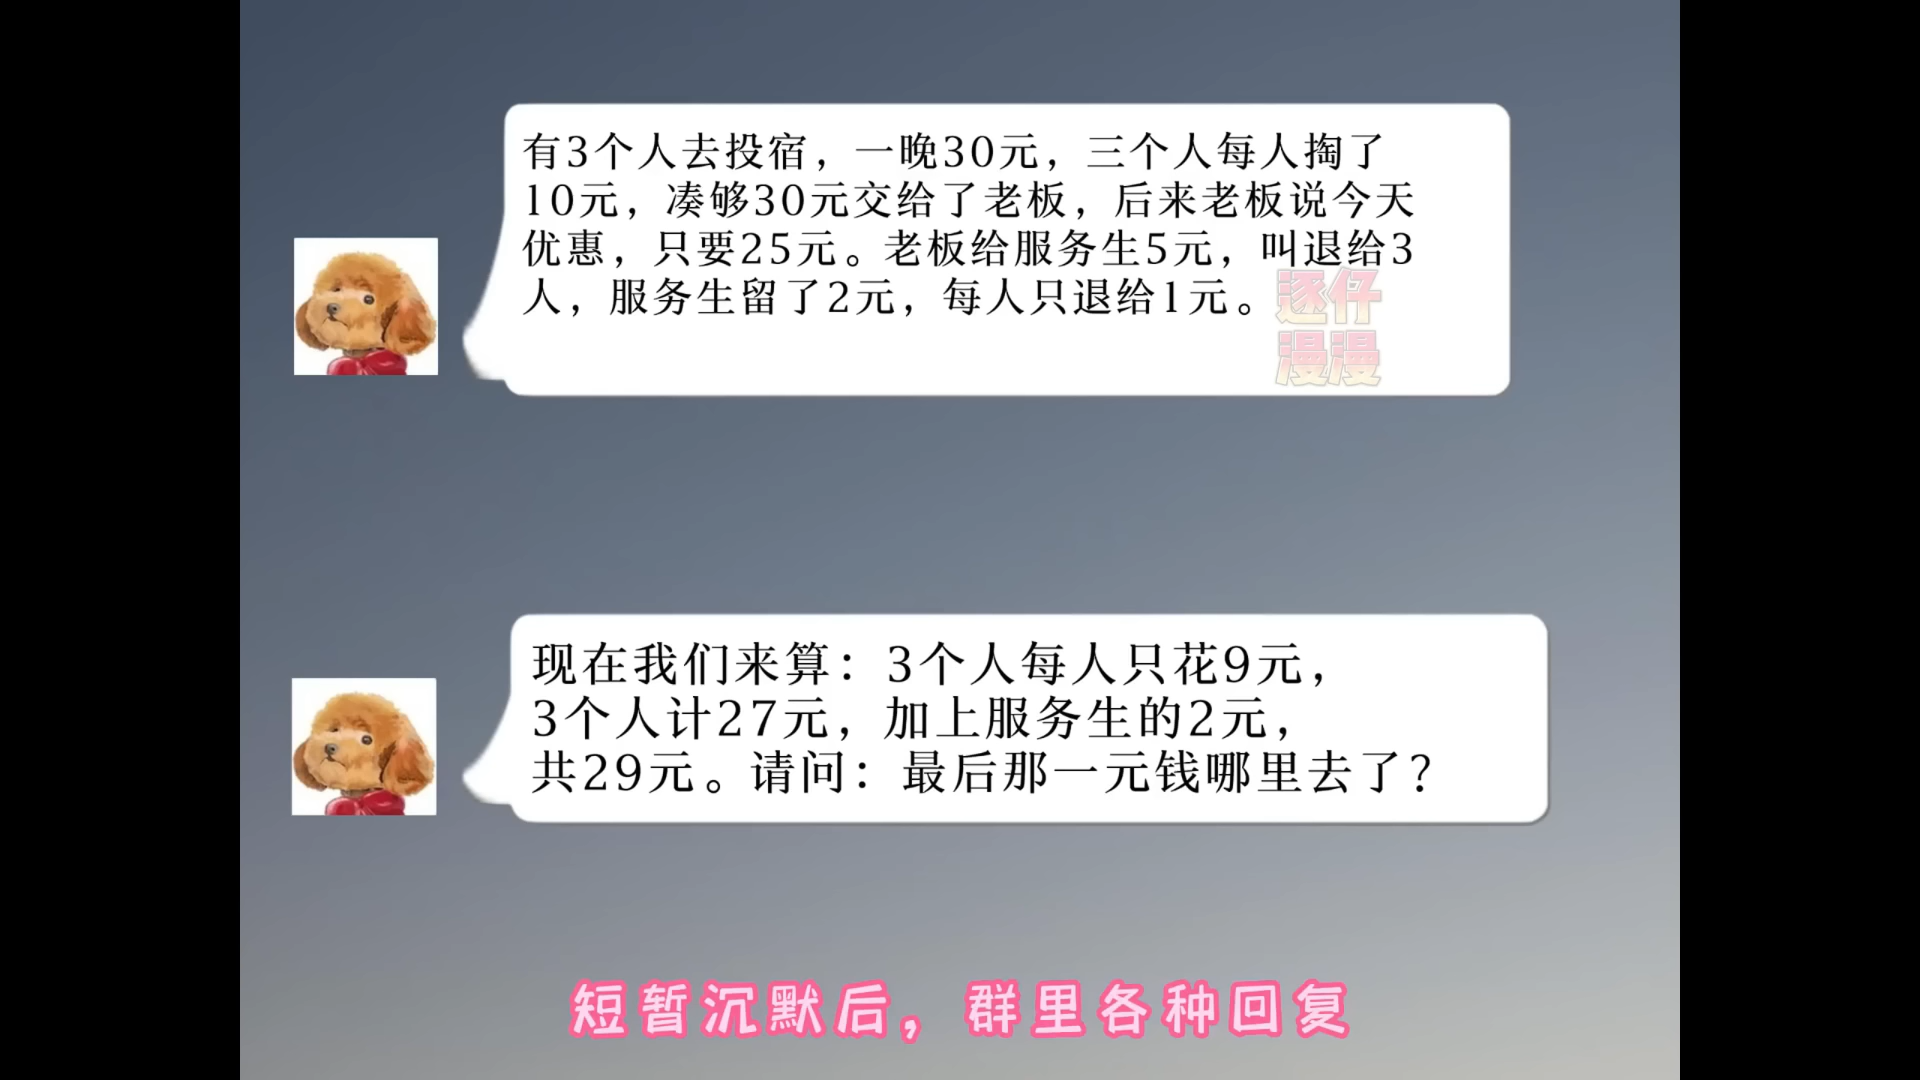 有3个人去投宿，一晚30元，三个人每人掏了
10元，凑够30元交给了老板，后来老板说今天
优惠，只要25元。老板给服务生5元，叫退给3
人，服务生留了2元，每人只退给1元。
逐仔
漫漫
现在我们来算：3个人每人只花9元，
3个人计27元，加上服务生的2元，
共29元。请问：最后那一元钱哪里去了？
短暂沉默后，群里各种回复